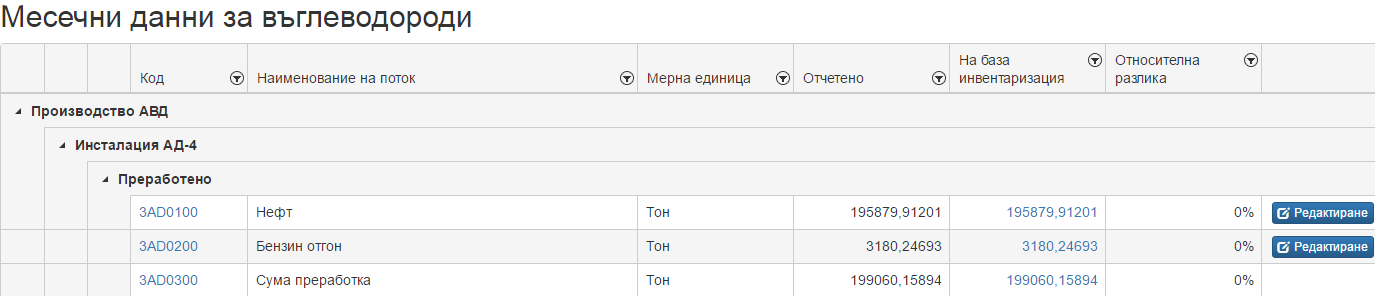 Месечни данни за въглеводороди
Код Наименование на поток Мерна единица Отчетено На база инвентаризация Относителна разлика
Производство АВД
Инсталация АД-4
Преработено
3AD0100 Нефт Тон 195879,91201 195879,91201 0% Редактиране
3AD0200 Бензин отгон Тон 3180,24693 3180,24693 0% Редактиране
3AD0300 Сума преработка Тон 199060,15894 199060,15894 0%